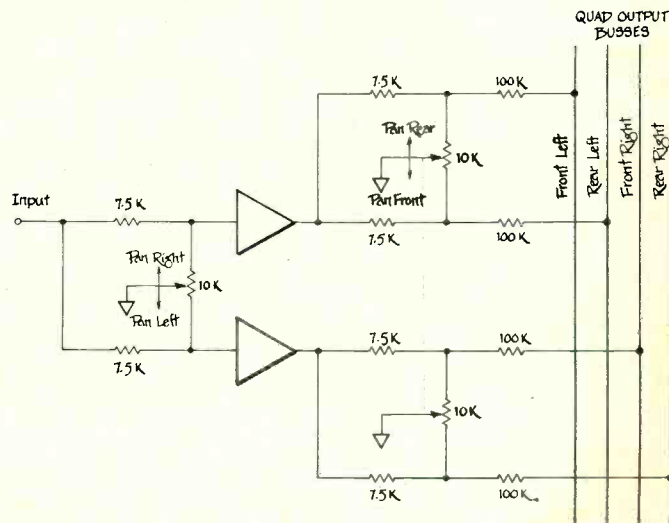 QUAD OUTPUT
BUSSES
7.5K
100K
Pan Rear
10K
Pan Front
Front Left
Rear Left
Front Right
Rear Right
Input
7.5K
7.5K
100K
Pan Right
10K
Pan Left
7.5K
7.5K
100K
10K
7.5K
100K